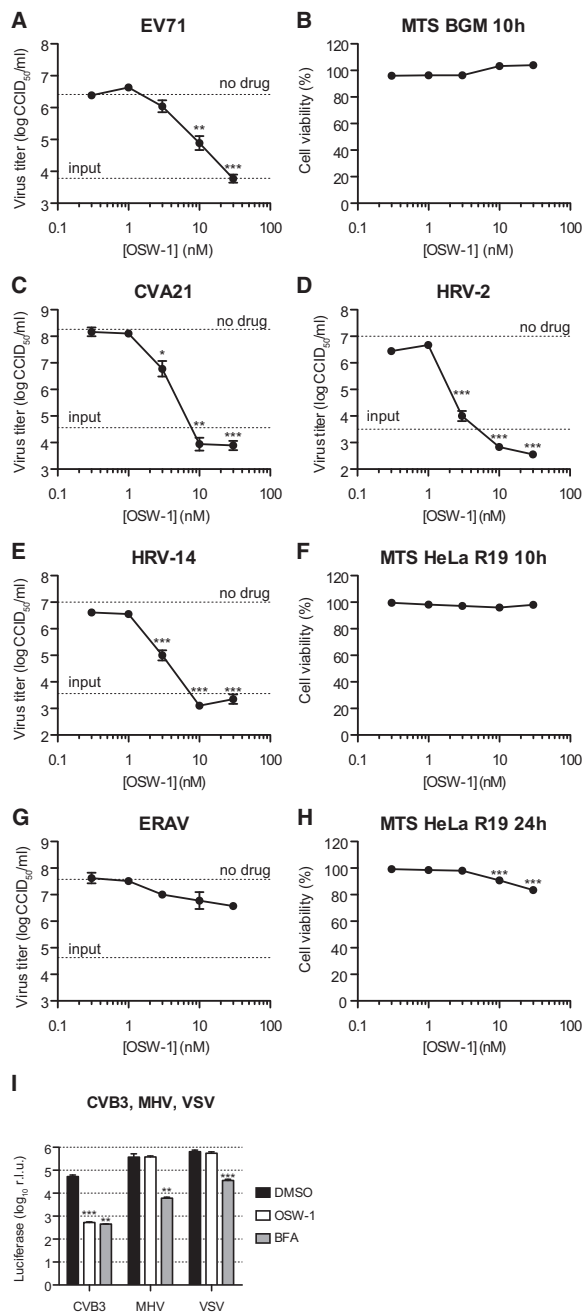 A
EV71
Virus titer (log CCID50/ml)
7
6
5
4
3
no drug
input
**
***
0.1 1 10 100
[OSW-1] (nM)
B
MTS BGM 10h
Cell viability (%)
120
100
80
60
40
20
0
0.1 1 10 100
[OSW-1] (nM)
C
CVA21
Virus titer (log CCID50/ml)
9
8
7
6
5
4
3
no drug
input
*
**
***
0.1 1 10 100
[OSW-1] (nM)
D
HRV-2
Virus titer (log CCID50/ml)
8
7
6
5
4
3
2
no drug
input
***
***
***
0.1 1 10 100
[OSW-1] (nM)
E
HRV-14
Virus titer (log CCID50/ml)
8
7
6
5
4
3
2
no drug
input
***
***
***
0.1 1 10 100
[OSW-1] (nM)
F
MTS HeLa R19 10h
Cell viability (%)
120
100
80
60
40
20
0
0.1 1 10 100
[OSW-1] (nM)
G
ERAV
Virus titer (log CCID50/ml)
9
8
7
6
5
4
3
no drug
input
0.1 1 10 100
[OSW-1] (nM)
H
MTS HeLa R19 24h
Cell viability (%)
120
100
80
60
40
20
0
***
***
0.1 1 10 100
[OSW-1] (nM)
I
CVB3, MHV, VSV
Luciferase (log10 r.l.u.)
6
5
4
3
2
1
0
***
**
**
***
CVB3 MHV VSV
DMSO
OSW-1
BFA